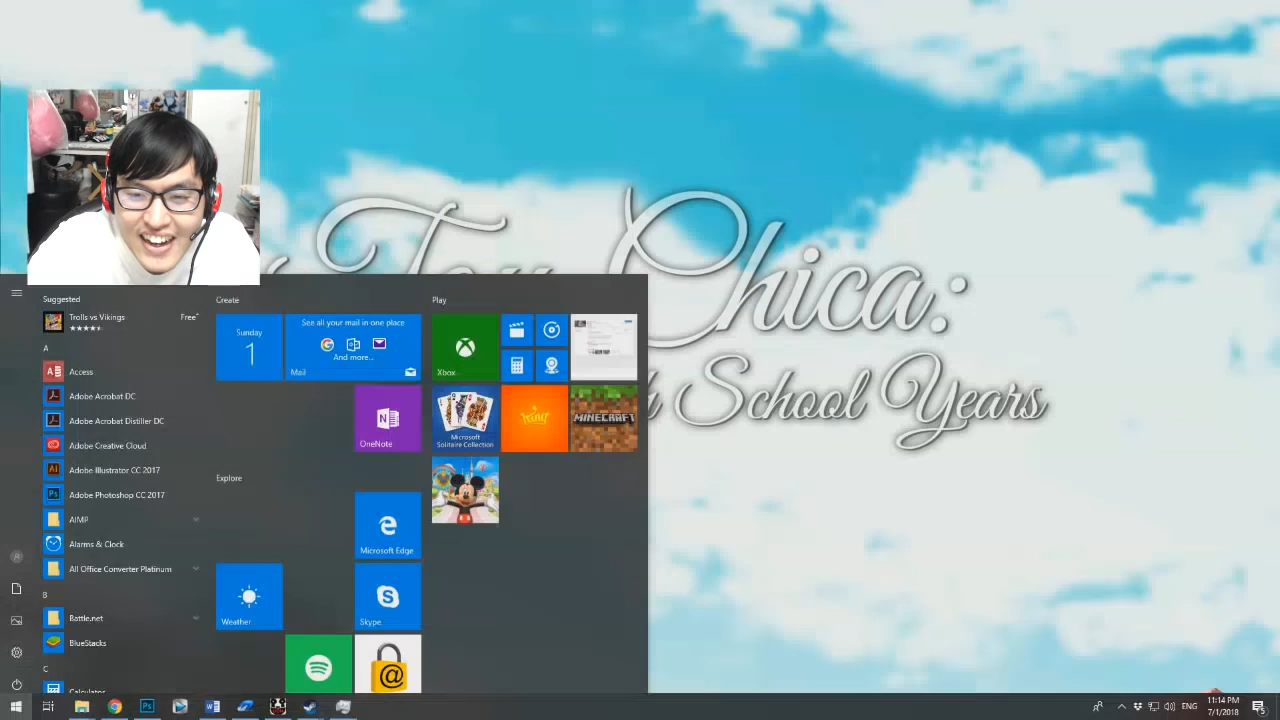 Toy Chica:
School Years
Suggested
Trolls vs Vikings
Free*
A
Access
Adobe Acrobat DC
Adobe Acrobat Distiller DC
Adobe Creative Cloud
Adobe Illustrator CC 2017
Adobe Photoshop CC 2017
AIMP
Alarms & Clock
All Office Converter Platinum
B
Battle.net
BlueStacks
C
Calculator
Create
Sunday
1
See all your mail in one place
And more...
Mail
OneNote
Explore
Microsoft Edge
Weather
Skype
Play
Xbox
Microsoft
Solitaire Collection
King
MINECRAFT
ENG
11:14 PM
7/1/2018